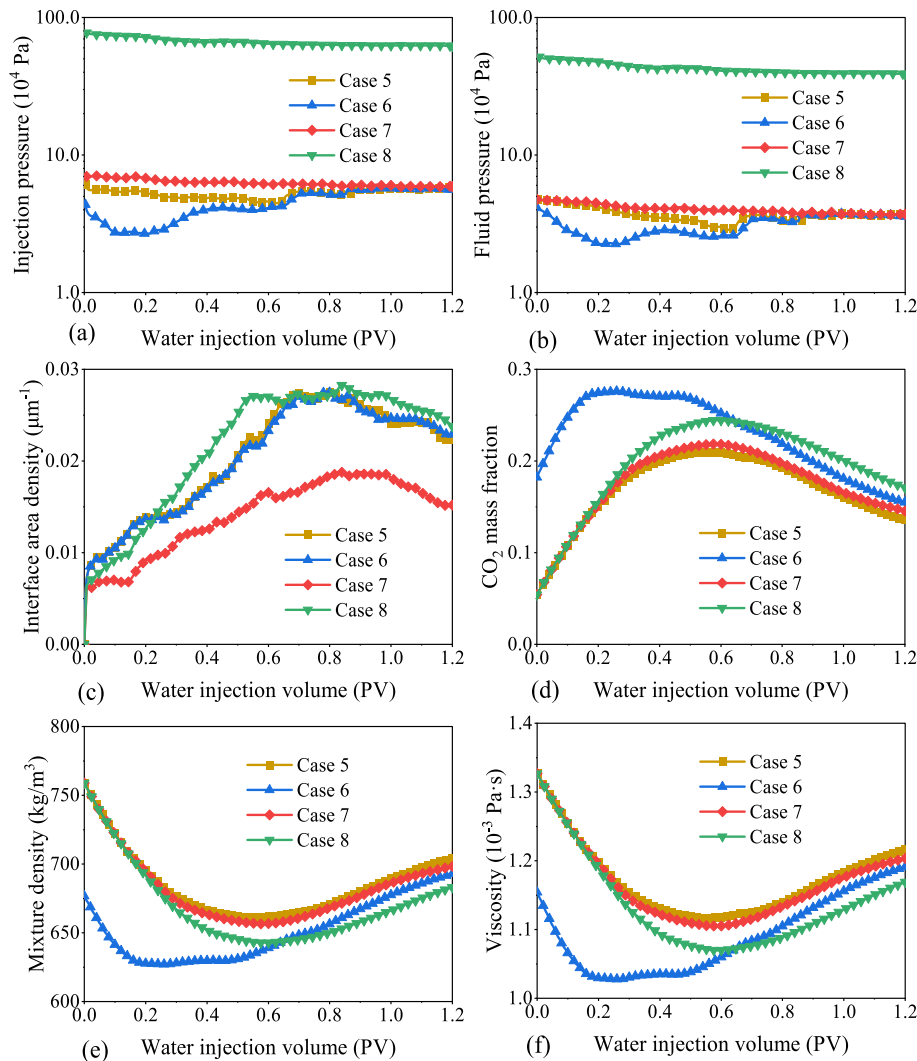 100.0
10.0
1.0
Injection pressure (10⁴ Pa)
Case 5
Case 6
Case 7
Case 8
0.0 0.2 0.4 0.6 0.8 1.0 1.2
(a) Water injection volume (PV)
100.0
10.0
1.0
Fluid pressure (10⁴ Pa)
Case 5
Case 6
Case 7
Case 8
0.0 0.2 0.4 0.6 0.8 1.0 1.2
(b) Water injection volume (PV)
0.03
0.02
0.01
0.00
Interface area density (μm⁻¹)
Case 5
Case 6
Case 7
Case 8
0.0 0.2 0.4 0.6 0.8 1.0 1.2
(c) Water injection volume (PV)
0.3
0.2
0.1
0.0
CO₂ mass fraction
Case 5
Case 6
Case 7
Case 8
0.0 0.2 0.4 0.6 0.8 1.0 1.2
(d) Water injection volume (PV)
800
750
700
650
600
Mixture density (kg/m³)
Case 5
Case 6
Case 7
Case 8
0.0 0.2 0.4 0.6 0.8 1.0 1.2
(e) Water injection volume (PV)
1.4
1.3
1.2
1.1
1.0
Viscosity (10⁻³ Pa·s)
Case 5
Case 6
Case 7
Case 8
0.0 0.2 0.4 0.6 0.8 1.0 1.2
(f) Water injection volume (PV)